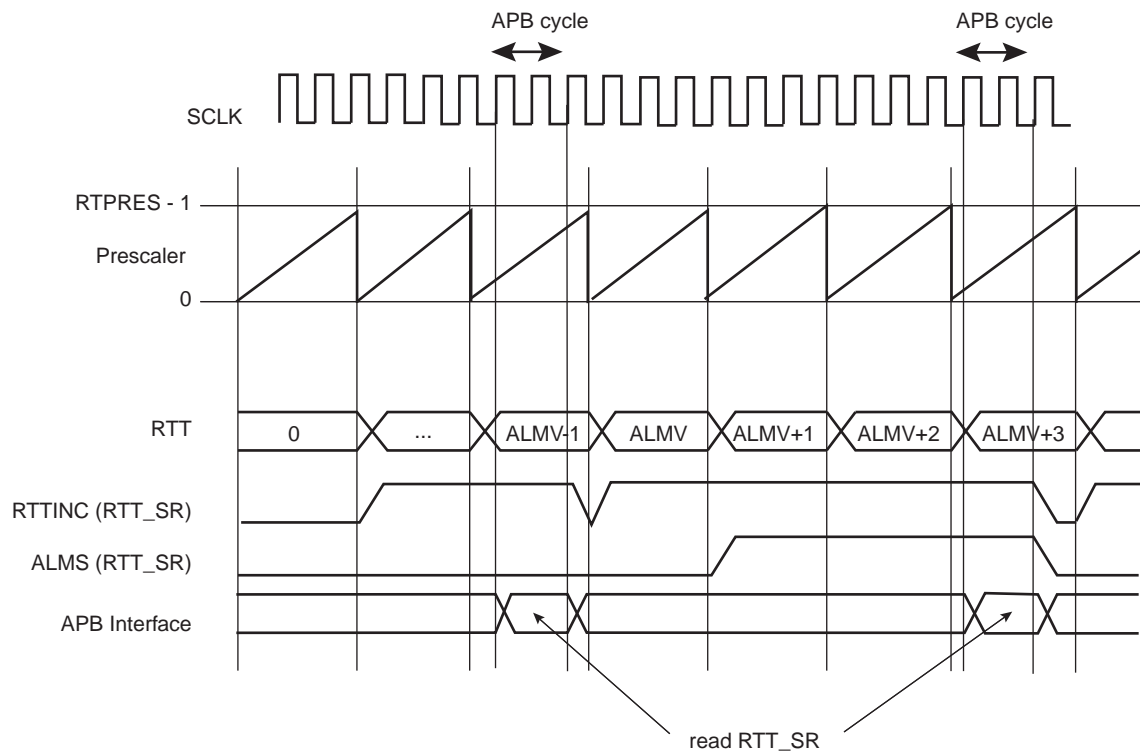 APB cycle APB cycle
SCLK
RTPRES - 1
Prescaler
0
RTT 0 ... ALMV-1 ALMV ALMV+1 ALMV+2 ALMV+3
RTTINC (RTT_SR)
ALMS (RTT_SR)
APB Interface
read RTT_SR